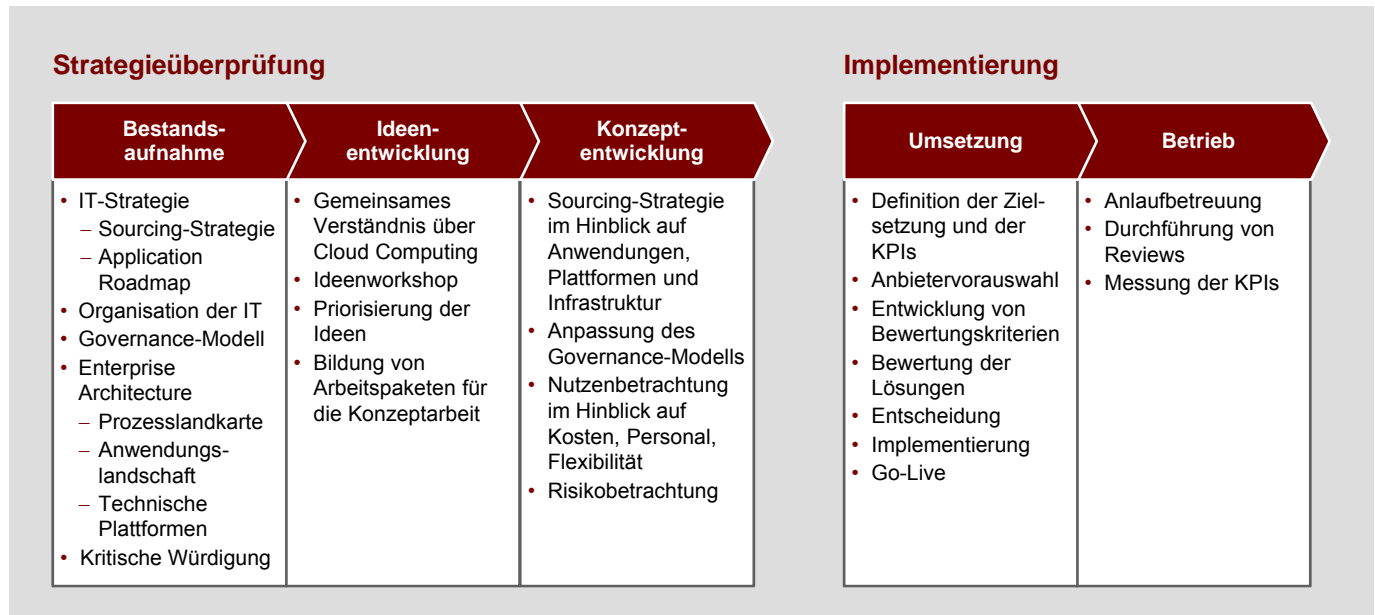 Strategieüberprüfung
Bestands-
aufnahme
• IT-Strategie
– Sourcing-Strategie
– Application
Roadmap
• Organisation der IT
• Governance-Modell
• Enterprise
Architecture
– Prozesslandkarte
– Anwendungs-
landschaft
– Technische
Plattformen
• Kritische Würdigung
Ideen-
entwicklung
• Gemeinsames
Verständnis über
Cloud Computing
• Ideenworkshop
• Priorisierung der
Ideen
• Bildung von
Arbeitspaketen für
die Konzeptarbeit
Konzept-
entwicklung
• Sourcing-Strategie
im Hinblick auf
Anwendungen,
Plattformen und
Infrastruktur
• Anpassung des
Governance-Modells
• Nutzenbetrachtung
im Hinblick auf
Kosten, Personal,
Flexibilität
• Risikobetrachtung
Implementierung
Umsetzung
• Definition der Ziel-
setzung und der
KPIs
• Anbietervorauswahl
• Entwicklung von
Bewertungskriterien
• Bewertung der
Lösungen
• Entscheidung
• Implementierung
• Go-Live
Betrieb
• Anlaufbetreuung
• Durchführung von
Reviews
• Messung der KPIs